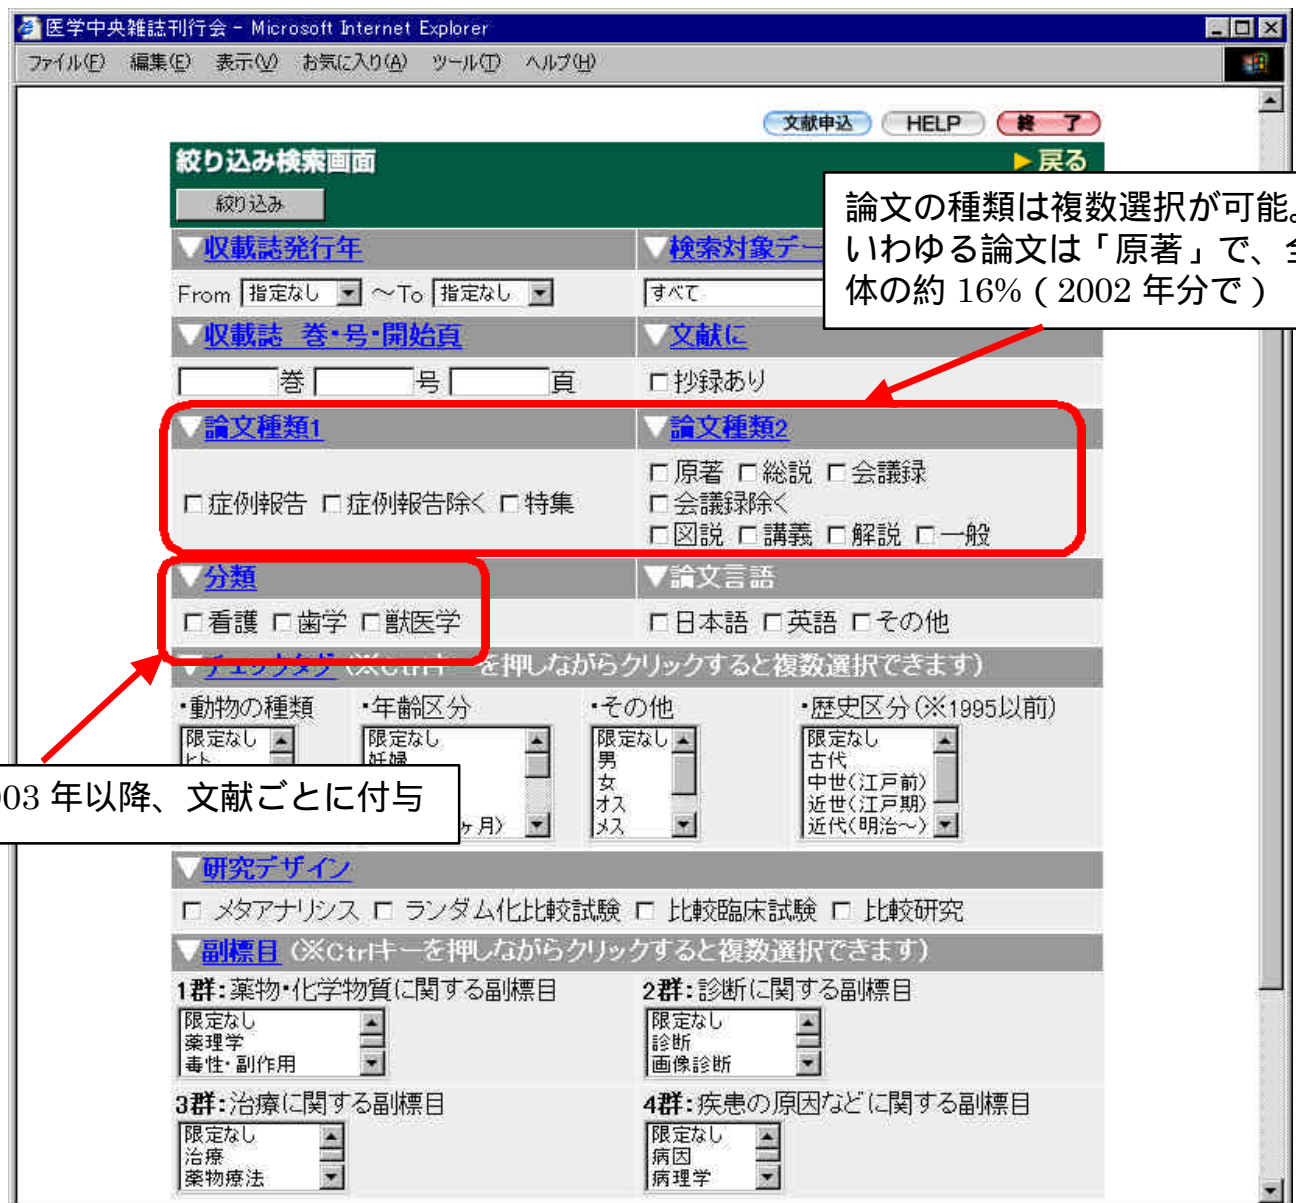 医学中央雑誌刊行会 - Microsoft Internet Explorer
ファイル(F) 編集(E) 表示(V) お気に入り(A) ツール(T) ヘルプ(H)
文献申込 HELP 終 了
絞り込み検索画面 ▶戻る
絞り込み
論文の種類は複数選択が可能。
いわゆる論文は「原著」で、全
体の約 16% ( 2002 年分で )
▼収載誌発行年 ▼検索対象デー
From 指定なし ～To 指定なし すべて
▼収載誌 巻・号・開始頁 ▼文献に
巻 号 頁 抄録あり
▼論文種類1 ▼論文種類2
原著 総説 会議録
症例報告 症例報告除く 特集 会議録除く
図説 講義 解説 一般
▼分類 ▼論文言語
看護 歯学 獣医学 日本語 英語 その他
▼チェックタグ (※Ctrlキーを押しながらクリックすると複数選択できます)
・動物の種類 ・年齢区分 ・その他 ・歴史区分(※1995以前)
限定なし 限定なし 限定なし 限定なし
ヒト 妊婦 男 古代
女 中世(江戸前)
オス 近世(江戸期)
ヶ月) メス 近代(明治～)
03 年以降、文献ごとに付与
▼研究デザイン
メタアナリシス ランダム化比較試験 比較臨床試験 比較研究
▼副標目 (※Ctrlキーを押しながらクリックすると複数選択できます)
1群:薬物・化学物質に関する副標目 2群:診断に関する副標目
限定なし 限定なし
薬理学 診断
毒性・副作用 画像診断
3群:治療に関する副標目 4群:疾患の原因などに関する副標目
限定なし 限定なし
治療 病因
薬物療法 病理学